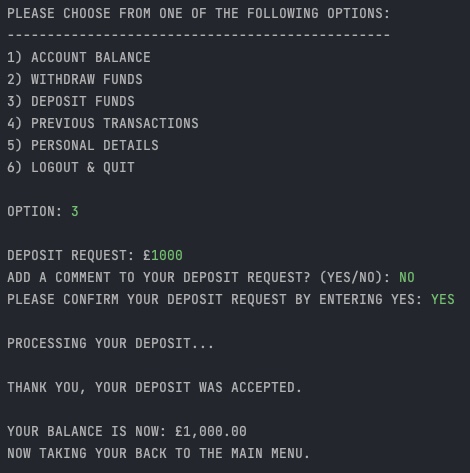 PLEASE CHOOSE FROM ONE OF THE FOLLOWING OPTIONS:
------------------------------------------------
1) ACCOUNT BALANCE
2) WITHDRAW FUNDS
3) DEPOSIT FUNDS
4) PREVIOUS TRANSACTIONS
5) PERSONAL DETAILS
6) LOGOUT & QUIT
OPTION: 3
DEPOSIT REQUEST: £1000
ADD A COMMENT TO YOUR DEPOSIT REQUEST? (YES/NO): NO
PLEASE CONFIRM YOUR DEPOSIT REQUEST BY ENTERING YES: YES
PROCESSING YOUR DEPOSIT...
THANK YOU, YOUR DEPOSIT WAS ACCEPTED.
YOUR BALANCE IS NOW: £1,000.00
NOW TAKING YOUR BACK TO THE MAIN MENU.